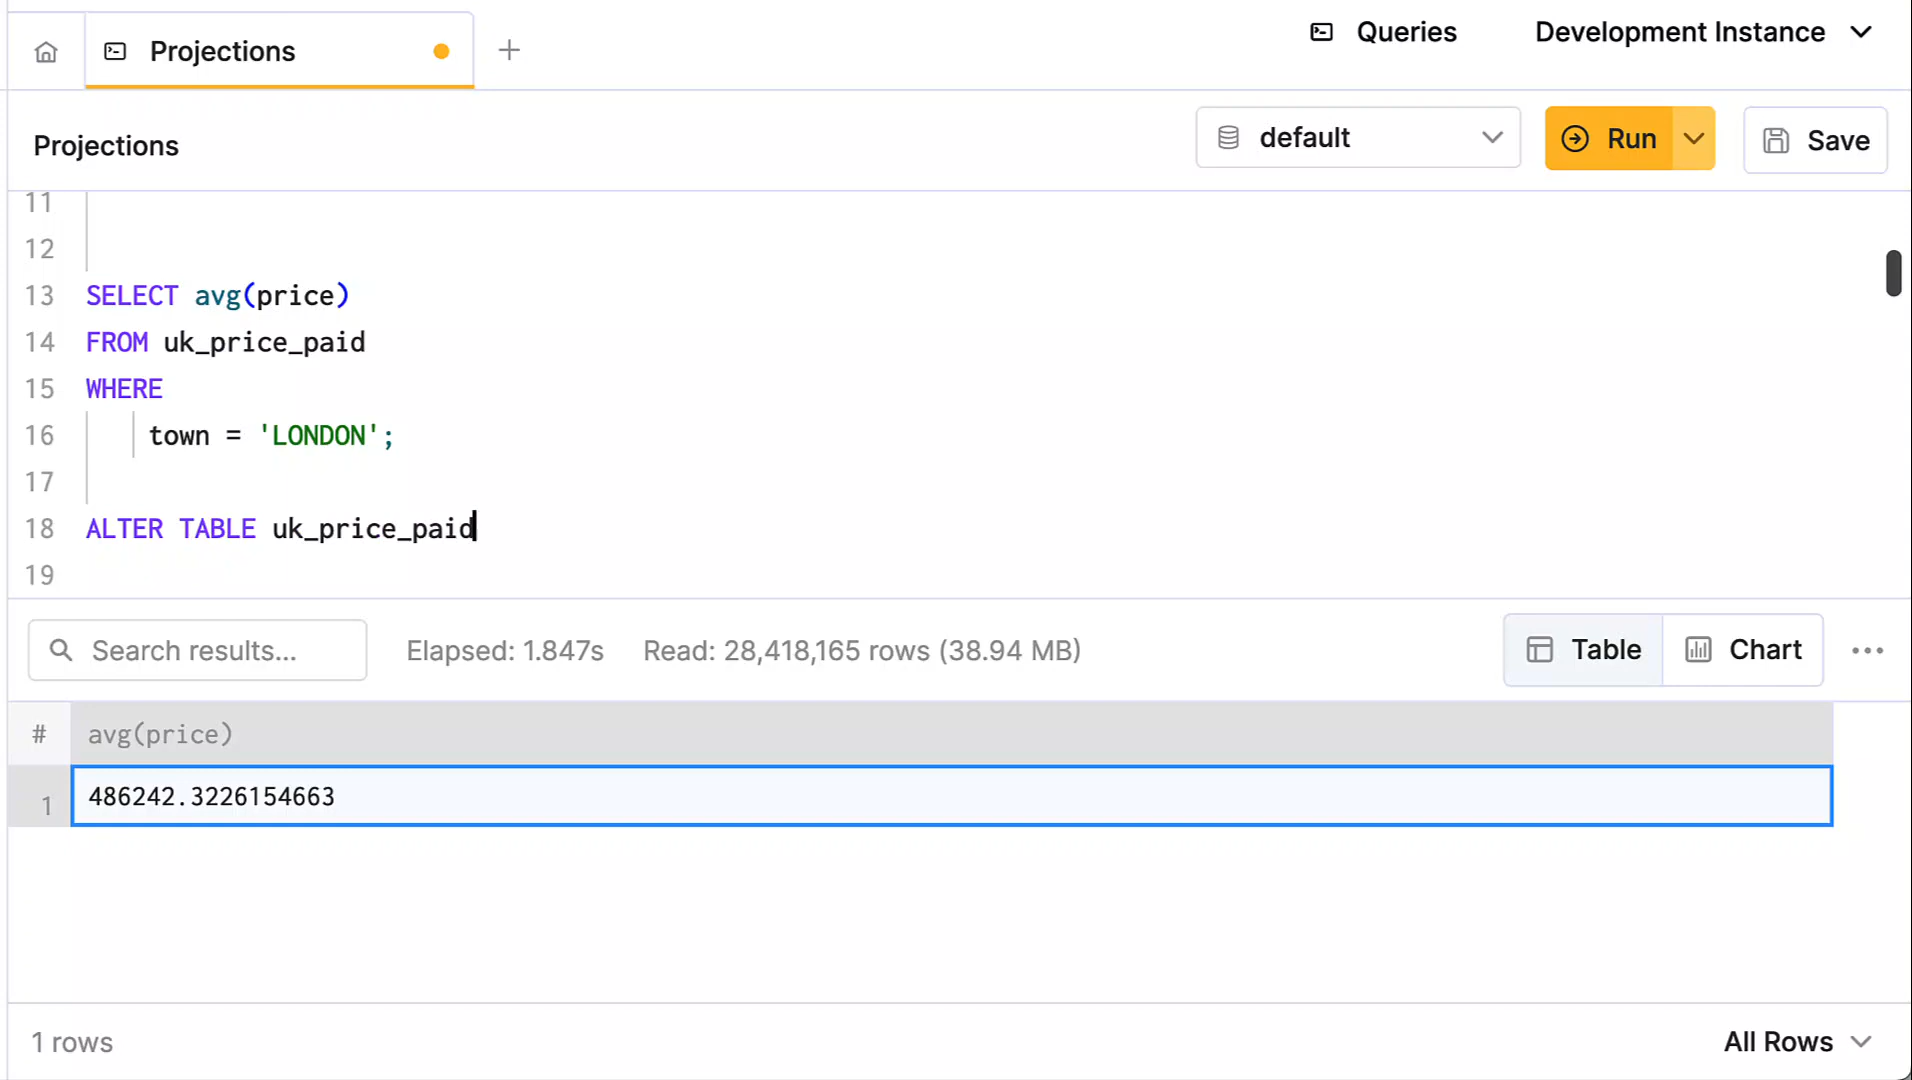 Projections
Queries
Development Instance
Projections
default
Run
Save
11
12
13 SELECT avg(price)
14 FROM uk_price_paid
15 WHERE
16 town = 'LONDON';
17
18 ALTER TABLE uk_price_paid
19
Search results...
Elapsed: 1.847s
Read: 28,418,165 rows (38.94 MB)
Table
Chart
# avg(price)
1 486242.3226154663
1 rows
All Rows